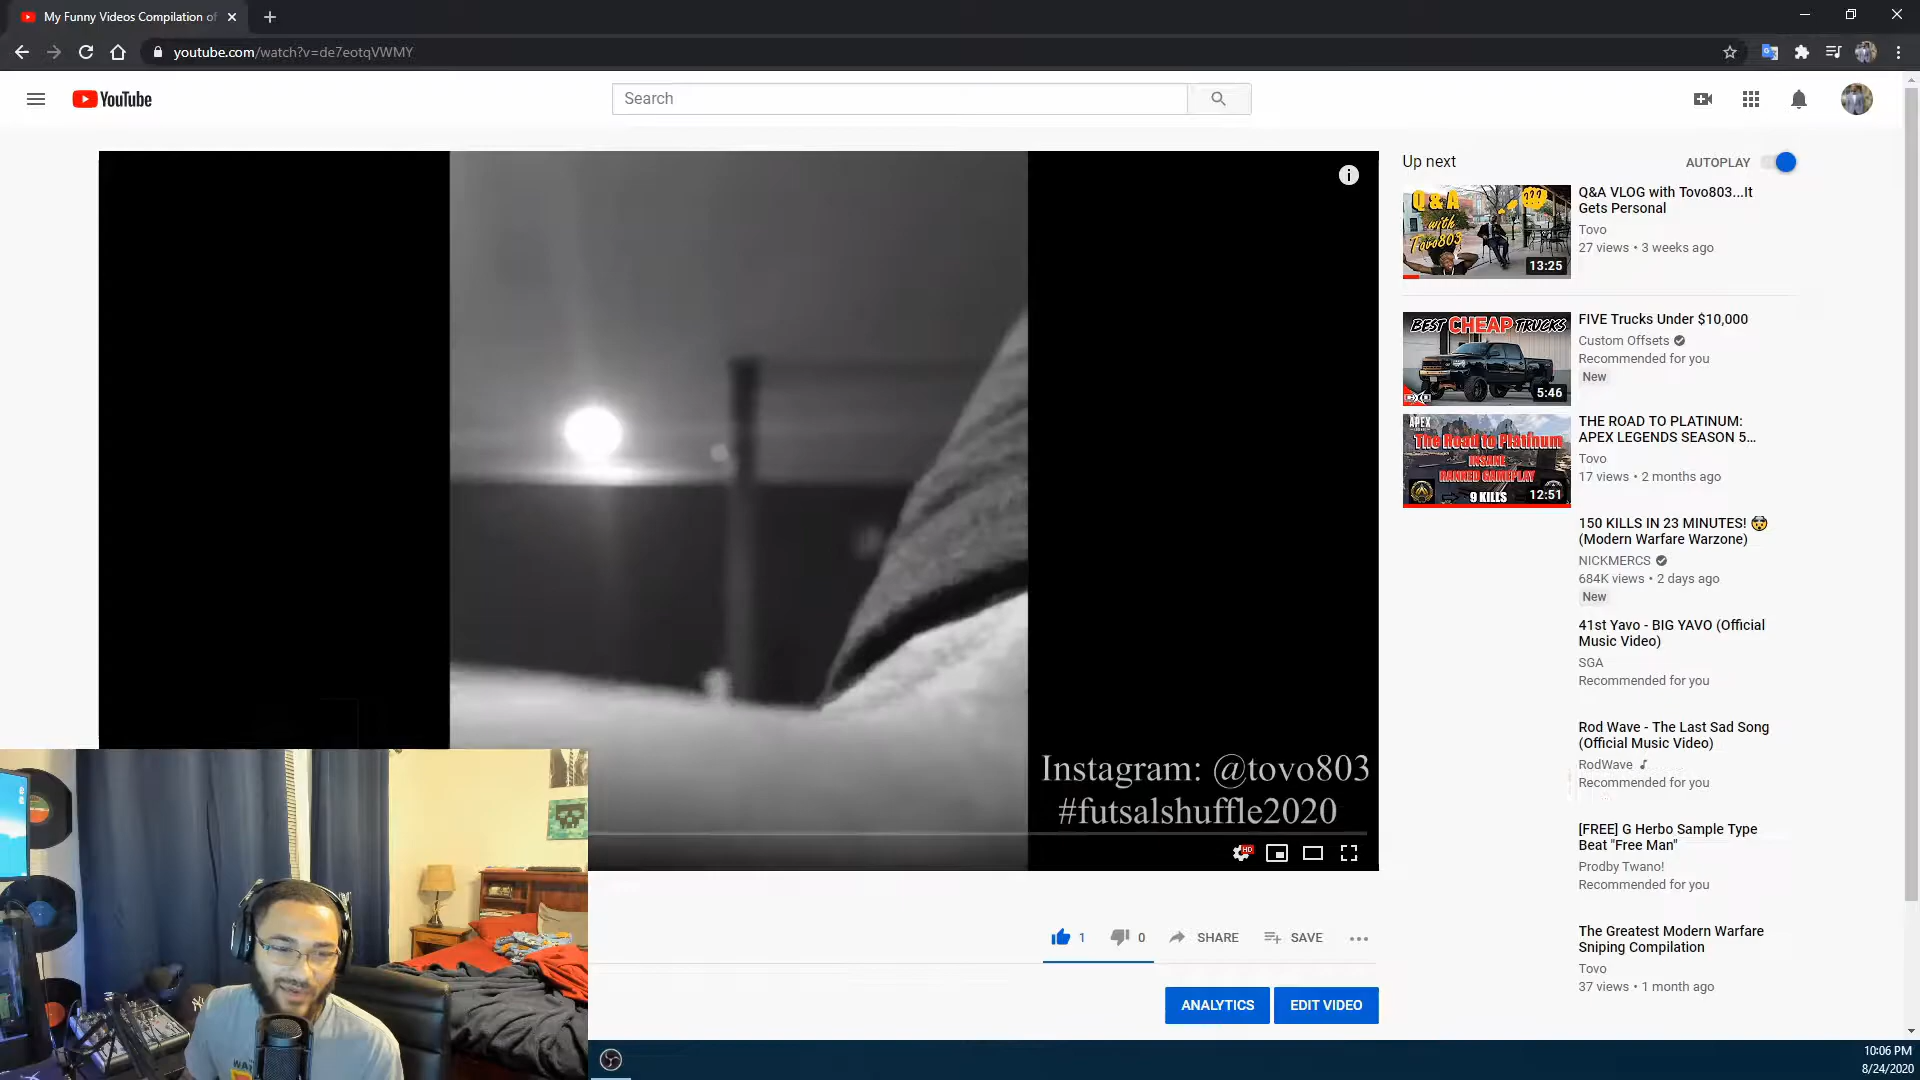 My Funny Videos Compilation of
youtube.com/watch?v=de7eotqVWMY
YouTube
Search
Up next
AUTOPLAY
Q & A
with
Tovo803
???
13:25
Q&A VLOG with Tovo803...It
Gets Personal
Tovo
27 views • 3 weeks ago
BEST CHEAP TRUCKS
5:46
FIVE Trucks Under $10,000
Custom Offsets
Recommended for you
New
APEX
The Road to Platinum
INSANE
RANKED GAMEPLAY
9 KILLS
12:51
THE ROAD TO PLATINUM:
APEX LEGENDS SEASON 5...
Tovo
17 views • 2 months ago
150 KILLS IN 23 MINUTES! 🤯
(Modern Warfare Warzone)
NICKMERCS
684K views • 2 days ago
New
41st Yavo - BIG YAVO (Official
Music Video)
SGA
Recommended for you
Rod Wave - The Last Sad Song
(Official Music Video)
RodWave
Recommended for you
[FREE] G Herbo Sample Type
Beat "Free Man"
Prodby Twano!
Recommended for you
The Greatest Modern Warfare
Sniping Compilation
Tovo
37 views • 1 month ago
Instagram: @tovo803
#futsalshuffle2020
HD
1
0
SHARE
SAVE
ANALYTICS
EDIT VIDEO
10:06 PM
8/24/2020